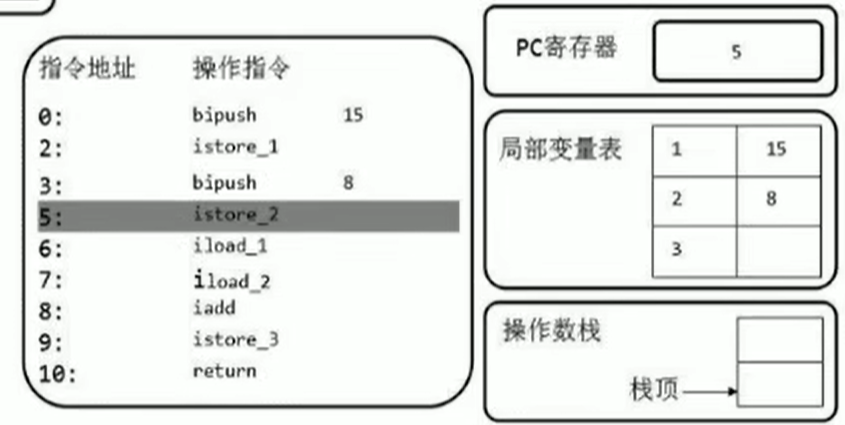 指令地址 操作指令
0: bipush 15
2: istore_1
3: bipush 8
5: istore_2
6: iload_1
7: iload_2
8: iadd
9: istore_3
10: return
PC寄存器 5
局部变量表 1 15
2 8
3
操作数栈
栈顶